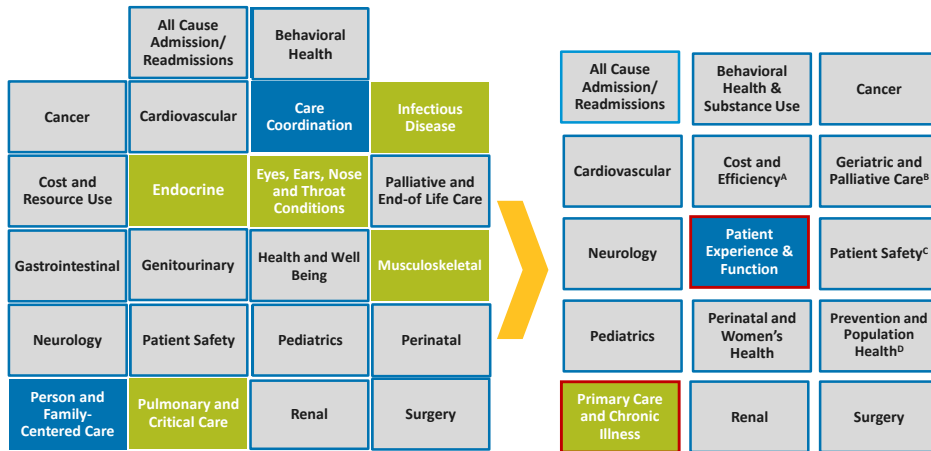 All Cause
Admission/
Readmissions
Behavioral
Health
Cancer
Cardiovascular
Care
Coordination
Infectious
Disease
Cost and
Resource Use
Endocrine
Eyes, Ears, Nose
and Throat
Conditions
Palliative and
End-of Life Care
Gastrointestinal
Genitourinary
Health and Well
Being
Musculoskeletal
Neurology
Patient Safety
Pediatrics
Perinatal
Person and
Family-
Centered Care
Pulmonary and
Critical Care
Renal
Surgery
All Cause
Admission/
Readmissions
Behavioral
Health &
Substance Use
Cancer
Cardiovascular
Cost and
Efficiencyᴬ
Geriatric and
Palliative Careᴮ
Neurology
Patient
Experience &
Function
Patient Safetyᶜ
Pediatrics
Perinatal and
Women’s
Health
Prevention and
Population
Healthᴰ
Primary Care
and Chronic
Illness
Renal
Surgery